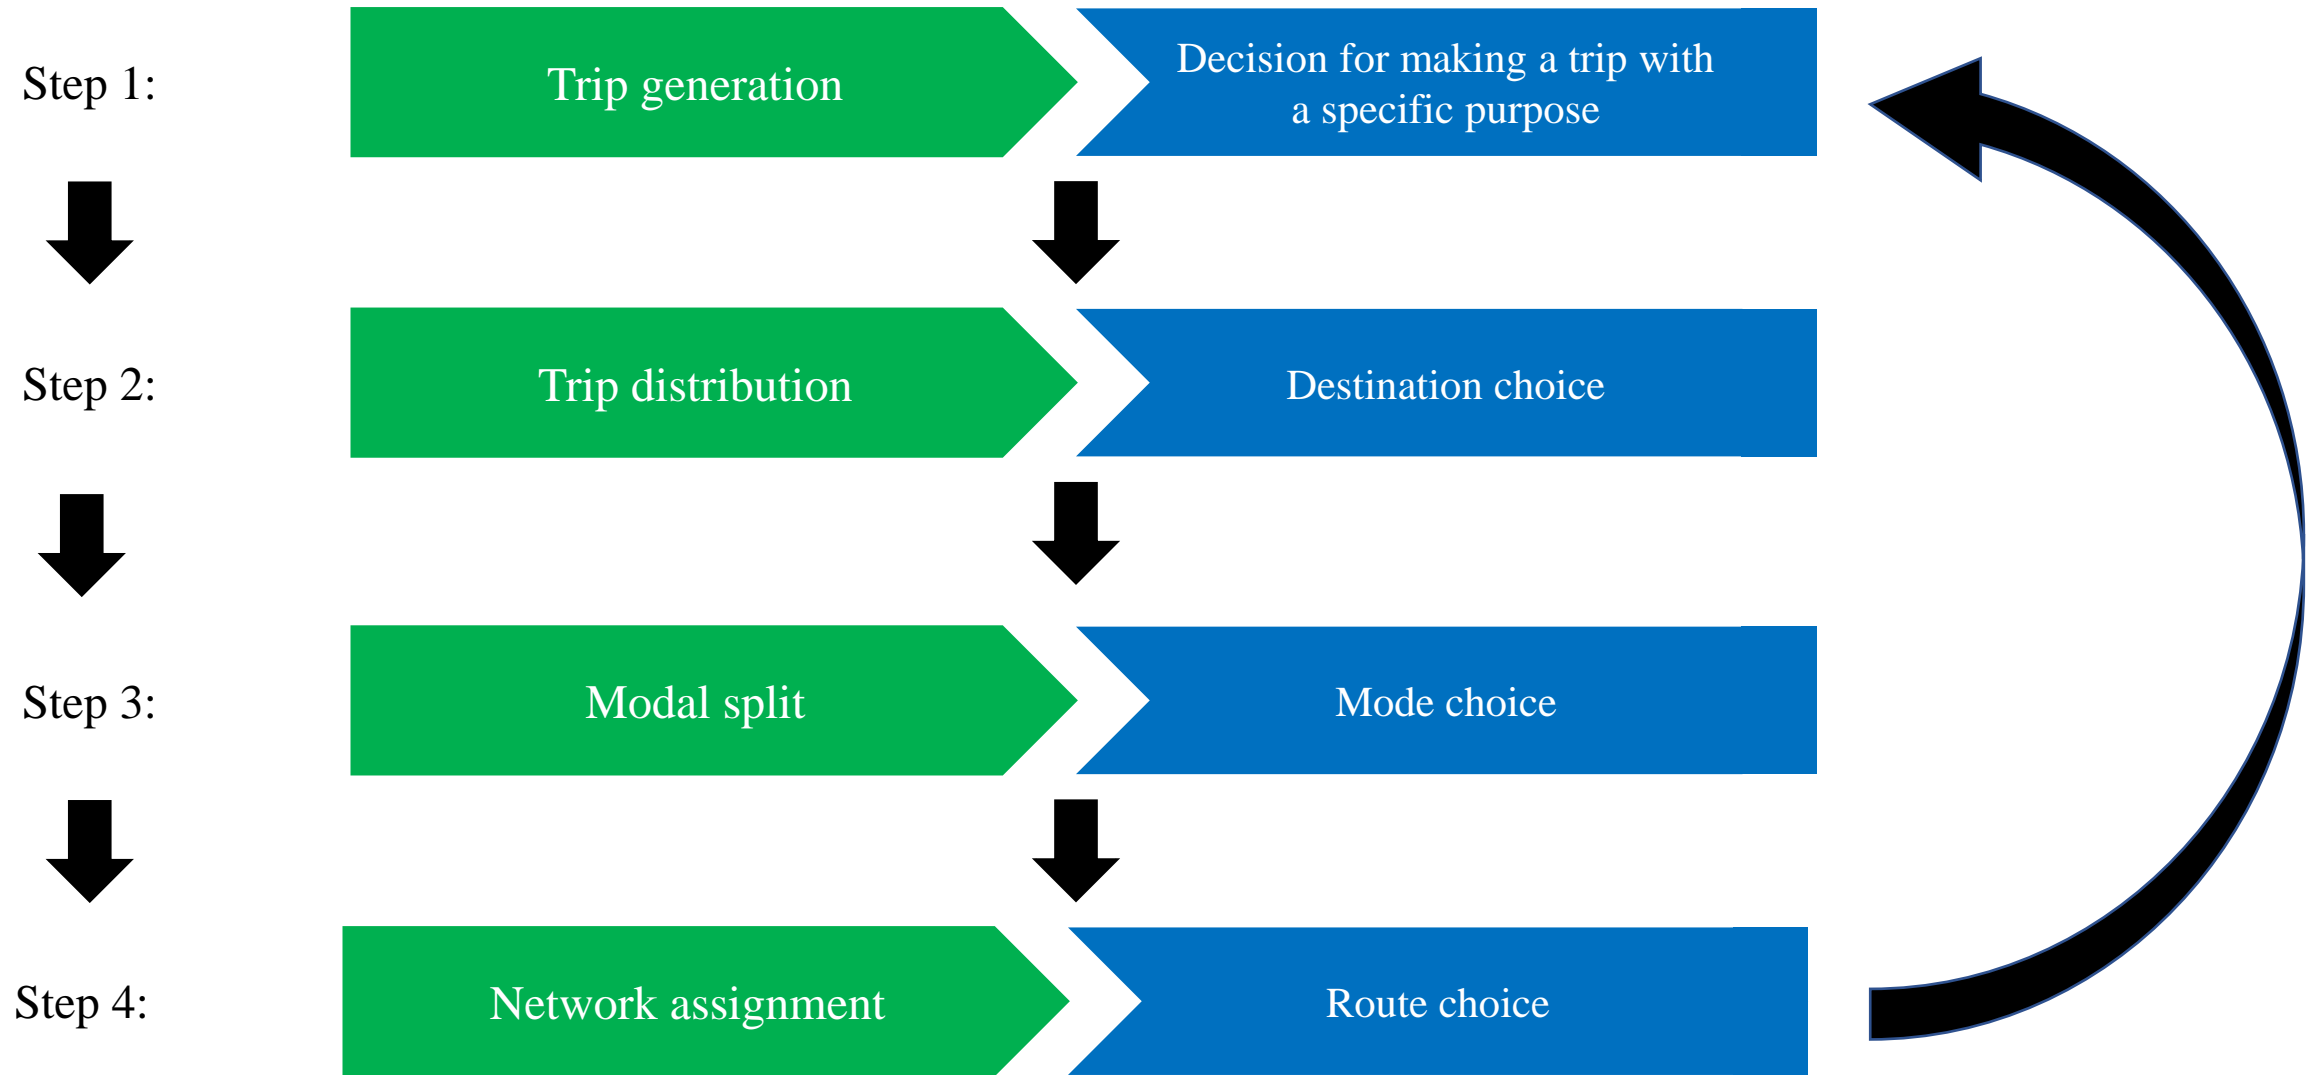 Step 1:
Trip generation
Decision for making a trip with
a specific purpose
Step 2:
Trip distribution
Destination choice
Step 3:
Modal split
Mode choice
Step 4:
Network assignment
Route choice